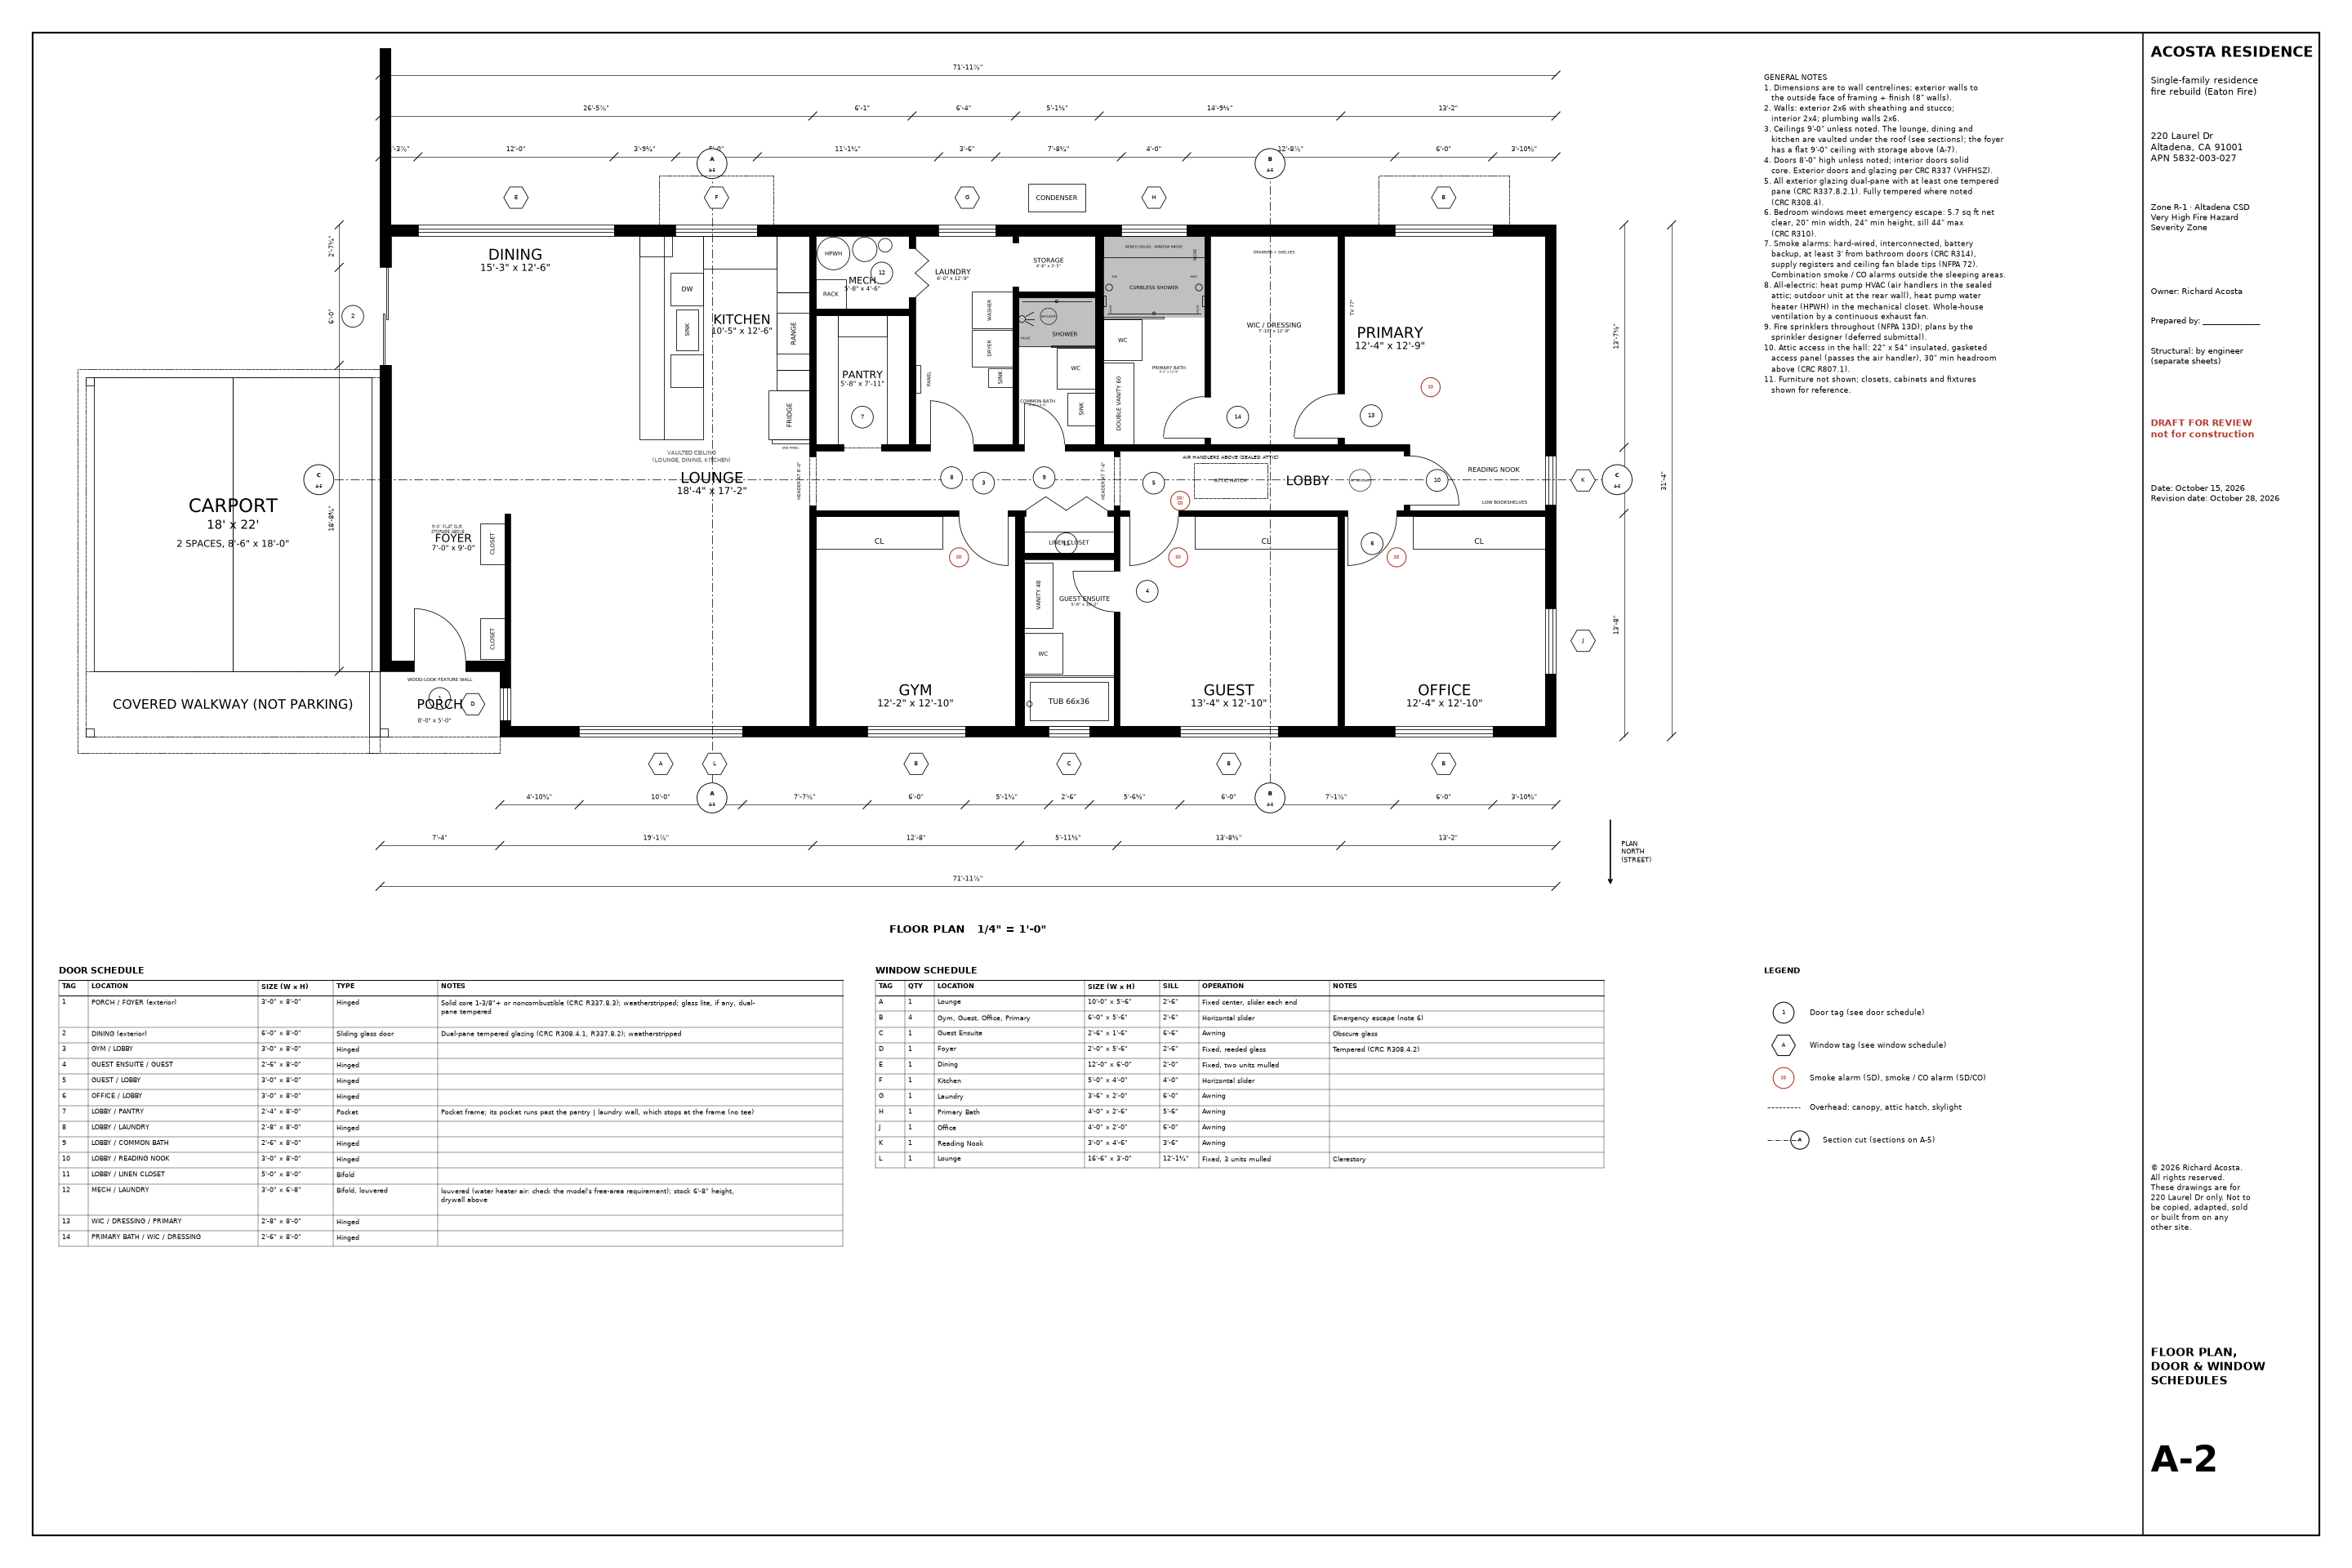 71'-11½"
26'-5½"
6'-1"
6'-4"
14'-9⅝"
13'-2"
12'-0"
3'-9¾"
11'-1¼"
3'-6"
7'-8¼"
4'-0"
12'-8½"
6'-0"
3'-10⅝"
A
B
E
F
G
CONDENSER
H
B
DINING
15'-3" x 12'-6"
HPWH
MECH
5'-8" x 4'-6"
12
RACK
LAUNDRY
6'-0" x 12'-9"
STORAGE
CURBLESS SHOWER
DRAWERS + SHELVES
DW
SINK
KITCHEN
10'-5" x 12'-6"
RANGE
WASHER
DRYER
SHOWER
WC
WC
WIC / DRESSING
7'-10" x 12'-9"
TV 77"
PRIMARY
12'-4" x 12'-9"
2
2'-7¼"
6'-0"
PANTRY
5'-8" x 7'-11"
7
PANEL
SINK
COMMON BATH
SINK
PRIMARY BATH
DOUBLE VANITY 60
14
13
FRIDGE
13'-7⅝"
31'-4"
VAULTED CEILING
(LOUNGE, DINING, KITCHEN)
LOUNGE
18'-4" x 17'-2"
HEADER AT 8'-0"
8
3
9
HEADER AT 7'-6"
5
AIR HANDLERS ABOVE (SEALED ATTIC)
ATTIC HATCH
LOBBY
10
READING NOOK
LOW BOOKSHELVES
K
C
C
CARPORT
18' x 22'
2 SPACES, 8'-6" x 18'-0"
18'-8¾"
FOYER
7'-0" x 9'-0"
CLOSET
CLOSET
CL
LINEN CLOSET
11
CL
6
CL
VANITY 48
GUEST ENSUITE
4
WC
TUB 66x36
13'-8"
J
COVERED WALKWAY (NOT PARKING)
WOOD-LOOK FEATURE WALL
1
PORCH
8'-0" x 5'-0"
D
GYM
12'-2" x 12'-10"
GUEST
13'-4" x 12'-10"
OFFICE
12'-4" x 12'-10"
A
L
B
C
B
B
4'-10¾"
10'-0"
A
7'-7⅛"
6'-0"
5'-1¼"
2'-6"
5'-6⅝"
6'-0"
B
7'-1½"
6'-0"
3'-10⅝"
7'-4"
19'-1½"
12'-8"
5'-11⅝"
13'-8⅜"
13'-2"
71'-11½"
PLAN
NORTH
(STREET)
FLOOR PLAN 1/4" = 1'-0"
GENERAL NOTES
1. Dimensions are to wall centrelines; exterior walls to
the outside face of framing + finish (8" walls).
2. Walls: exterior 2x6 with sheathing and stucco;
interior 2x4; plumbing walls 2x6.
3. Ceilings 9'-0" unless noted. The lounge, dining and
kitchen are vaulted under the roof (see sections); the foyer
has a flat 9'-0" ceiling with storage above (A-7).
4. Doors 8'-0" high unless noted; interior doors solid
core. Exterior doors and glazing per CRC R337 (VHFHSZ).
5. All exterior glazing dual-pane with at least one tempered
pane (CRC R337.8.2.1). Fully tempered where noted
(CRC R308.4).
6. Bedroom windows meet emergency escape: 5.7 sq ft net
clear, 20" min width, 24" min height, sill 44" max
(CRC R310).
7. Smoke alarms: hard-wired, interconnected, battery
backup, at least 3' from bathroom doors (CRC R314),
supply registers and ceiling fan blade tips (NFPA 72).
Combination smoke / CO alarms outside the sleeping areas.
8. All-electric: heat pump HVAC (air handlers in the sealed
attic; outdoor unit at the rear wall), heat pump water
heater (HPWH) in the mechanical closet. Whole-house
ventilation by a continuous exhaust fan.
9. Fire sprinklers throughout (NFPA 13D); plans by the
sprinkler designer (deferred submittal).
10. Attic access in the hall: 22" x 54" insulated, gasketed
access panel (passes the air handler), 30" min headroom
above (CRC R807.1).
11. Furniture not shown; closets, cabinets and fixtures
shown for reference.
DOOR SCHEDULE
TAG LOCATION SIZE (W x H) TYPE NOTES
1 PORCH / FOYER (exterior) 3'-0" x 8'-0" Hinged Solid core 1-3/8"+ or noncombustible (CRC R337.8.3); weatherstripped; glass lite, if any, dual-
pane tempered
2 DINING (exterior) 6'-0" x 8'-0" Sliding glass door Dual-pane tempered glazing (CRC R308.4.1, R337.8.2); weatherstripped
3 GYM / LOBBY 3'-0" x 8'-0" Hinged
4 GUEST ENSUITE / GUEST 2'-6" x 8'-0" Hinged
5 GUEST / LOBBY 3'-0" x 8'-0" Hinged
6 OFFICE / LOBBY 3'-0" x 8'-0" Hinged
7 LOBBY / PANTRY 2'-4" x 8'-0" Pocket Pocket frame; its pocket runs past the pantry | laundry wall, which stops at the frame (no tee)
8 LOBBY / LAUNDRY 2'-8" x 8'-0" Hinged
9 LOBBY / COMMON BATH 2'-6" x 8'-0" Hinged
10 LOBBY / READING NOOK 3'-0" x 8'-0" Hinged
11 LOBBY / LINEN CLOSET 5'-0" x 8'-0" Bifold
12 MECH / LAUNDRY 3'-0" x 6'-8" Bifold, louvered louvered (water heater air: check the model's free-area requirement); stock 6'-8" height,
drywall above
13 WIC / DRESSING / PRIMARY 2'-8" x 8'-0" Hinged
14 PRIMARY BATH / WIC / DRESSING 2'-6" x 8'-0" Hinged
WINDOW SCHEDULE
TAG QTY LOCATION SIZE (W x H) SILL OPERATION NOTES
A 1 Lounge 10'-0" x 5'-6" 2'-6" Fixed center, slider each end
B 4 Gym, Guest, Office, Primary 6'-0" x 5'-6" 2'-6" Horizontal slider Emergency escape (note 6)
C 1 Guest Ensuite 2'-6" x 1'-6" 6'-6" Awning Obscure glass
D 1 Foyer 2'-0" x 5'-6" 2'-6" Fixed, reeded glass Tempered (CRC R308.4.2)
E 1 Dining 12'-0" x 6'-0" 2'-0" Fixed, two units mulled
F 1 Kitchen 5'-0" x 4'-0" 4'-0" Horizontal slider
G 1 Laundry 3'-6" x 2'-0" 6'-0" Awning
H 1 Primary Bath 4'-0" x 2'-6" 5'-6" Awning
J 1 Office 4'-0" x 2'-0" 6'-0" Awning
K 1 Reading Nook 3'-0" x 4'-6" 3'-6" Awning
L 1 Lounge 16'-6" x 3'-0" 12'-1¼" Fixed, 3 units mulled Clerestory
LEGEND
1 Door tag (see door schedule)
A Window tag (see window schedule)
SD Smoke alarm (SD), smoke / CO alarm (SD/CO)
Overhead: canopy, attic hatch, skylight
A Section cut (sections on A-5)
ACOSTA RESIDENCE
Single-family residence
fire rebuild (Eaton Fire)
220 Laurel Dr
Altadena, CA 91001
APN 5832-003-027
Zone R-1 · Altadena CSD
Very High Fire Hazard
Severity Zone
Owner: Richard Acosta
Prepared by: ______________
Structural: by engineer
(separate sheets)
DRAFT FOR REVIEW
not for construction
Date: October 15, 2026
Revision date: October 28, 2026
© 2026 Richard Acosta.
All rights reserved.
These drawings are for
220 Laurel Dr only. Not to
be copied, adapted, sold
or built from on any
other site.
FLOOR PLAN,
DOOR & WINDOW
SCHEDULES
A-2